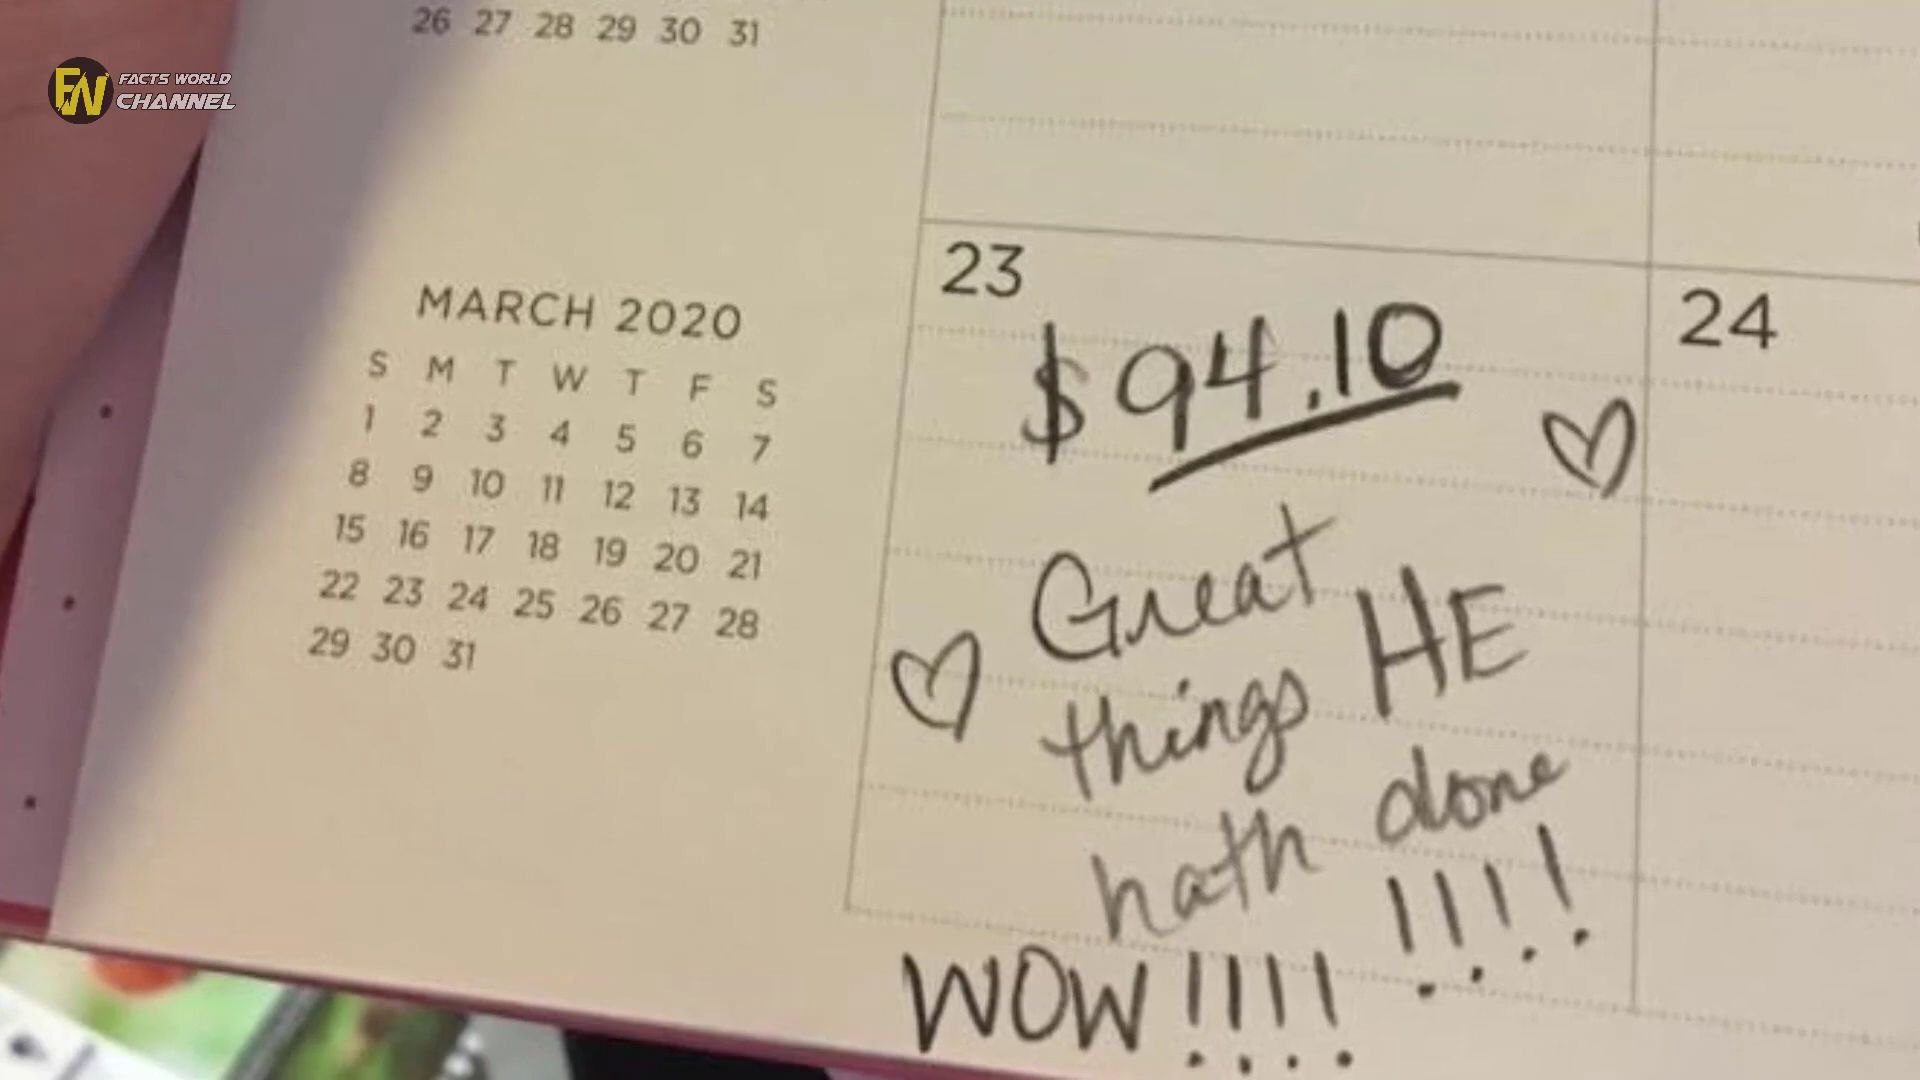 26 27 28 29 30 31
FACTS WORLD
CHANNEL
MARCH 2020
S M T W T F S
1 2 3 4 5 6 7
8 9 10 11 12 13 14
15 16 17 18 19 20 21
22 23 24 25 26 27 28
29 30 31
23
$94.10
Great
things HE
hath done
!!!!
WOW!!!!
24